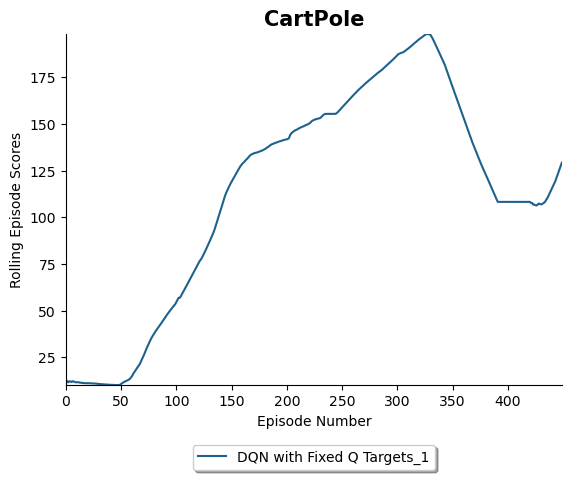 CartPole
175
150
125
100
75
50
25
Rolling Episode Scores
0 50 100 150 200 250 300 350 400
Episode Number
DQN with Fixed Q Targets_1